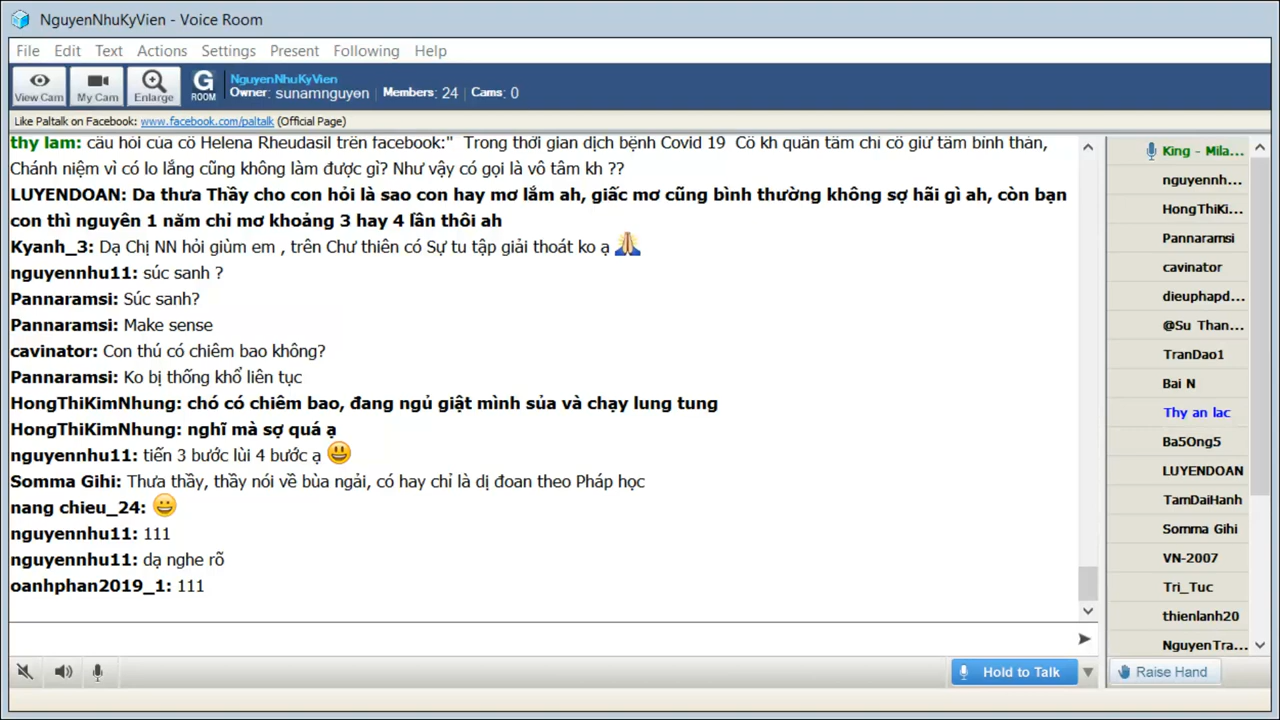 NguyenNhuKyVien - Voice Room
File Edit Text Actions Settings Present Following Help
View Cam My Cam Enlarge G ROOM NguyenNhuKyVien
Owner: sunamnguyen Members: 24 Cams: 0
Like Paltalk on Facebook: www.facebook.com/paltalk (Official Page)
thy lam: câu hỏi của cô Helena Rheudasil trên facebook:" Trong thời gian dịch bệnh Covid 19 Cô kh quan tâm chỉ cố giữ tâm bình thản,
Chánh niệm vì có lo lắng cũng không làm được gì? Như vậy có gọi là vô tâm kh ??
LUYENDOAN: Da thưa Thầy cho con hỏi là sao con hay mơ lắm ah, giấc mơ cũng bình thường không sợ hãi gì ah, còn bạn
con thì nguyên 1 năm chỉ mơ khoảng 3 hay 4 lần thôi ah
Kyanh_3: Dạ Chị NN hỏi giùm em , trên Chư thiên có Sự tu tập giải thoát ko ạ 🙏
nguyennhu11: súc sanh ?
Pannaramsi: Súc sanh?
Pannaramsi: Make sense
cavinator: Con thú có chiêm bao không?
Pannaramsi: Ko bị thống khổ liên tục
HongThiKimNhung: chó có chiêm bao, đang ngủ giật mình sủa và chạy lung tung
HongThiKimNhung: nghĩ mà sợ quá ạ
nguyennhu11: tiến 3 bước lùi 4 bước ạ 😃
Somma Gihi: Thưa thầy, thầy nói về bùa ngải, có hay chỉ là dị đoan theo Pháp học
nang chieu_24: 😀
nguyennhu11: 111
nguyennhu11: dạ nghe rõ
oanhphan2019_1: 111
Hold to Talk
King - Mila...
nguyennh...
HongThiKi...
Pannaramsi
cavinator
dieuphapd...
@Su Than...
TranDao1
Bai N
Thy an lac
Ba5Ong5
LUYENDOAN
TamDaiHanh
Somma Gihi
VN-2007
Tri_Tuc
thienlanh20
NguyenTra...
Raise Hand